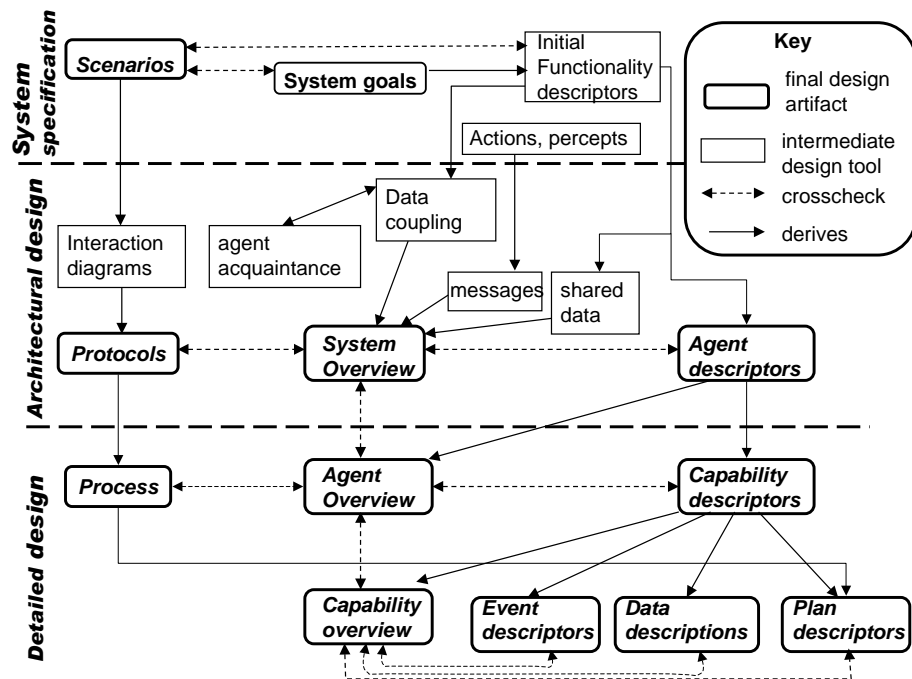 System
specification
Scenarios
System goals
Initial
Functionality
descriptors
Actions, percepts
Key
final design
artifact
intermediate
design tool
crosscheck
derives
Architectural design
Interaction
diagrams
agent
acquaintance
Data
coupling
messages
shared
data
Protocols
System
Overview
Agent
descriptors
Detailed design
Process
Agent
Overview
Capability
descriptors
Capability
overview
Event
descriptors
Data
descriptions
Plan
descriptors